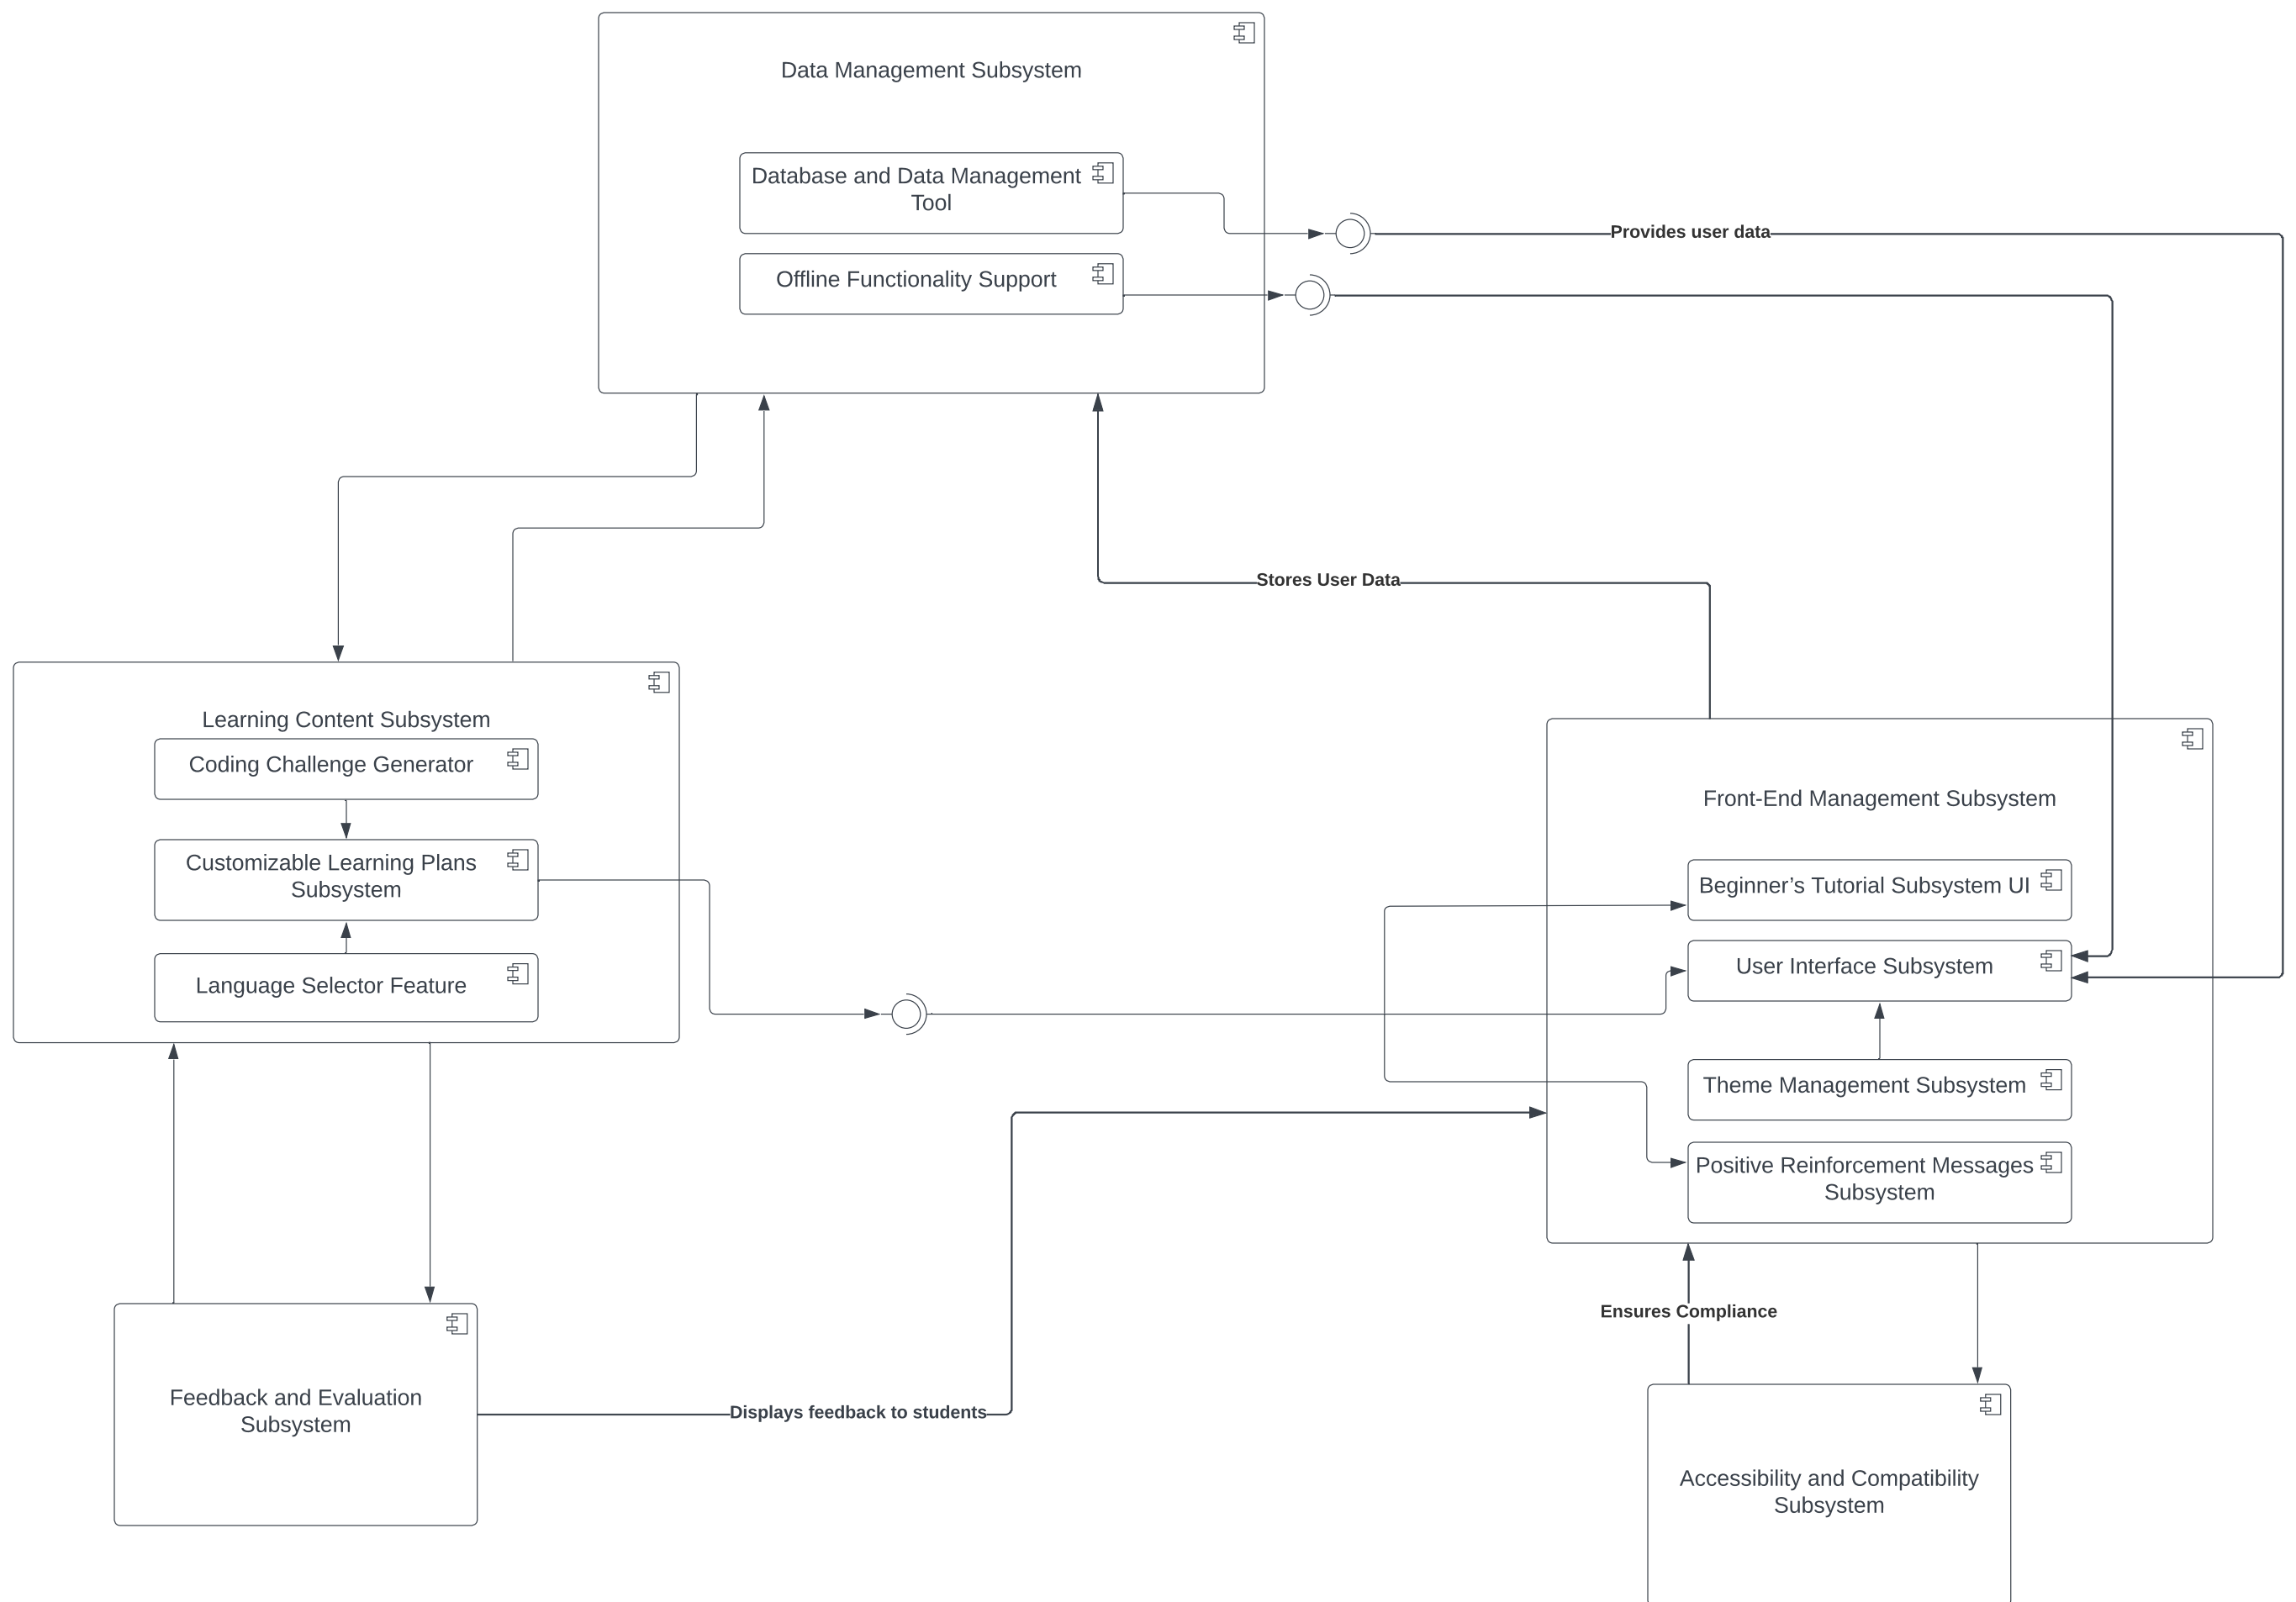 Data Management Subsystem
Database and Data Management
Tool
Offline Functionality Support
Provides user data
Stores User Data
Learning Content Subsystem
Coding Challenge Generator
Customizable Learning Plans
Subsystem
Language Selector Feature
Front-End Management Subsystem
Beginner’s Tutorial Subsystem UI
User Interface Subsystem
Theme Management Subsystem
Positive Reinforcement Messages
Subsystem
Ensures Compliance
Feedback and Evaluation
Subsystem
Displays feedback to students
Accessibility and Compatibility
Subsystem